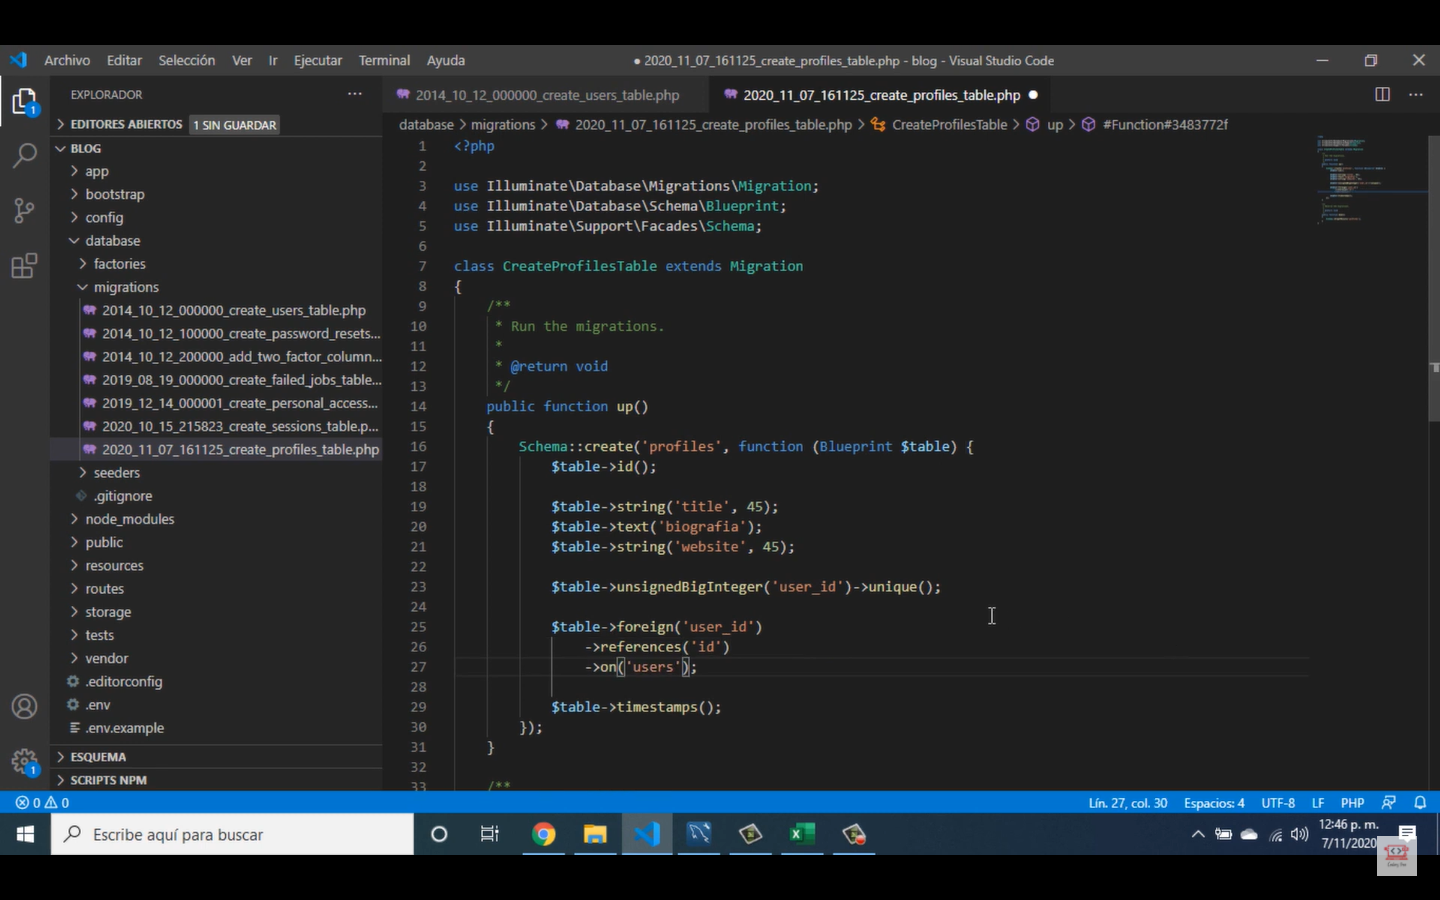 Archivo Editar Selección Ver Ir Ejecutar Terminal Ayuda
● 2020_11_07_161125_create_profiles_table.php - blog - Visual Studio Code
EXPLORADOR
2014_10_12_000000_create_users_table.php
2020_11_07_161125_create_profiles_table.php
EDITORES ABIERTOS 1 SIN GUARDAR
database > migrations > 2020_11_07_161125_create_profiles_table.php > CreateProfilesTable > up > #Function#3483772f
BLOG
app
bootstrap
config
database
factories
migrations
2014_10_12_000000_create_users_table.php
2014_10_12_100000_create_password_resets...
2014_10_12_200000_add_two_factor_column...
2019_08_19_000000_create_failed_jobs_table...
2019_12_14_000001_create_personal_access...
2020_10_15_215823_create_sessions_table.p...
2020_11_07_161125_create_profiles_table.php
seeders
.gitignore
node_modules
public
resources
routes
storage
tests
vendor
.editorconfig
.env
.env.example
ESQUEMA
SCRIPTS NPM
1 <?php
2
3 use Illuminate\Database\Migrations\Migration;
4 use Illuminate\Database\Schema\Blueprint;
5 use Illuminate\Support\Facades\Schema;
6
7 class CreateProfilesTable extends Migration
8 {
9 /**
10 * Run the migrations.
11 *
12 * @return void
13 */
14 public function up()
15 {
16 Schema::create('profiles', function (Blueprint $table) {
17 $table->id();
18
19 $table->string('title', 45);
20 $table->text('biografia');
21 $table->string('website', 45);
22
23 $table->unsignedBigInteger('user_id')->unique();
24
25 $table->foreign('user_id')
26 ->references('id')
27 ->on('users');
28
29 $table->timestamps();
30 });
31 }
32
33 /**
0 0
Lín. 27, col. 30 Espacios: 4 UTF-8 LF PHP
Escribe aquí para buscar
12:46 p. m.
7/11/2020